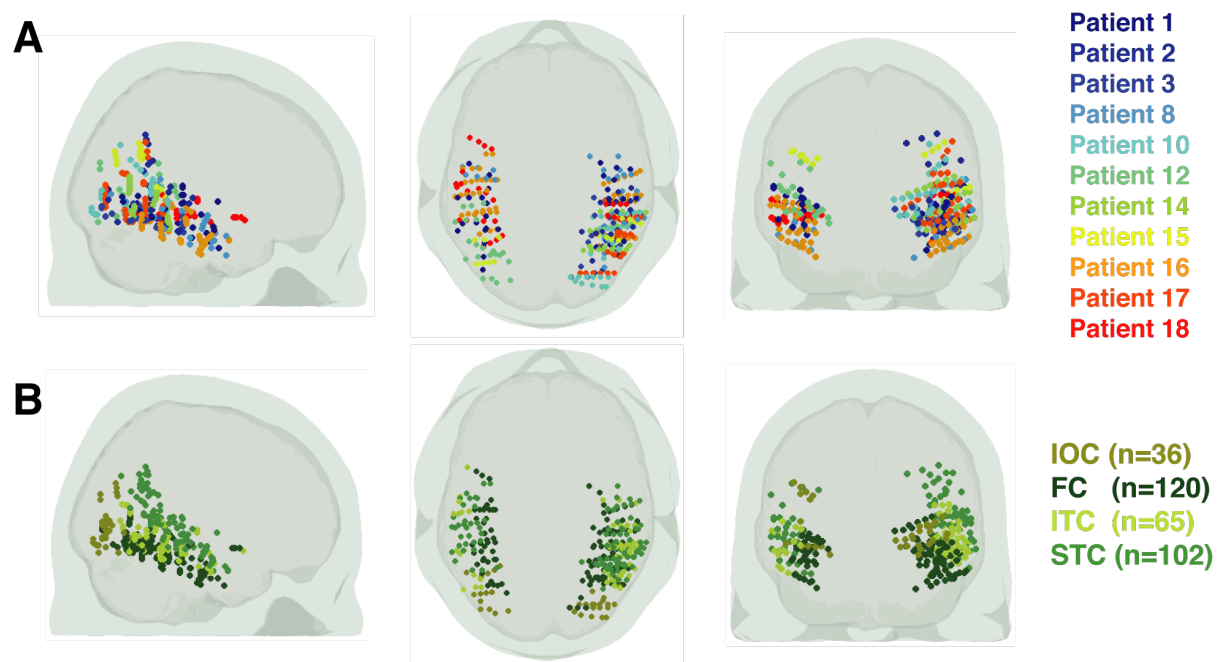 A
Patient 1
Patient 2
Patient 3
Patient 8
Patient 10
Patient 12
Patient 14
Patient 15
Patient 16
Patient 17
Patient 18
B
IOC (n=36)
FC (n=120)
ITC (n=65)
STC (n=102)